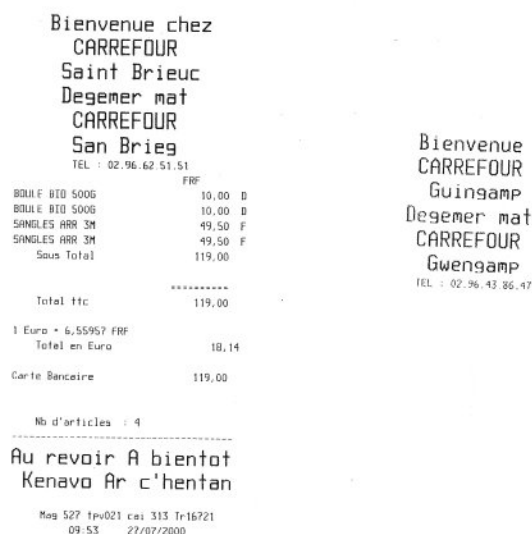 Bienvenue chez
CARREFOUR
Saint Brieuc
Degemer mat
CARREFOUR
San Brieg
TEL : 02.96.62.51.51
FRF
BOULE BIO 500G 10,00 D
BOULE BIO 500G 10,00 D
SANGLES ARR 3M 49,50 F
SANGLES ARR 3M 49,50 F
Sous Total 119,00
==========
Total ttc 119,00
1 Euro = 6,55957 FRF
Total en Euro 18,14
Carte Bancaire 119,00
Nb d'articles : 4
--------------------------------
Au revoir A bientot
Kenavo Ar c'hentan
Mag 527 tpv021 cai 313 Tr16721
09:53 27/07/2000
Bienvenue
CARREFOUR
Guingamp
Degemer mat
CARREFOUR
Gwengamp
TEL : 02.96.43.86.47